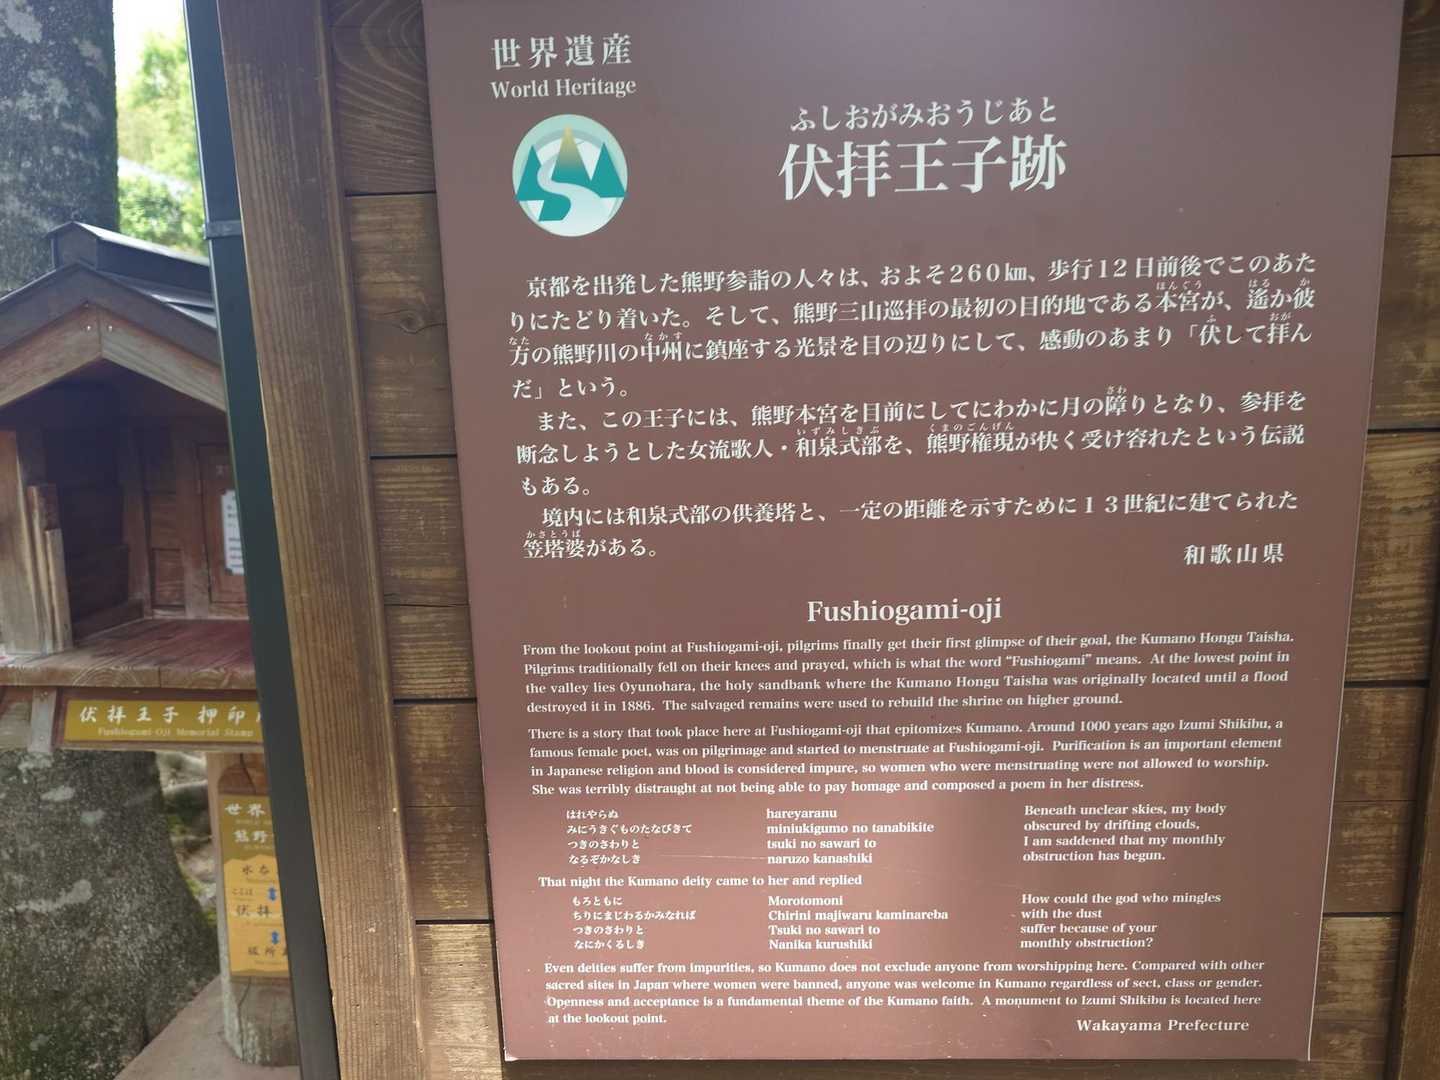 世界遺産
World Heritage
ふしおがみおうじあと
伏拝王子跡
京都を出発した熊野参詣の人々は、およそ260㎞、歩行12日前後でこのあた
りにたどり着いた。そして、熊野三山巡拝の最初の目的地である本宮が、遙か彼
方の熊野川の中州に鎮座する光景を目の辺りにして、感動のあまり「伏して拝ん
だ」という。
また、この王子には、熊野本宮を目前にしてにわかに月の障りとなり、参拝を
断念しようとした女流歌人・和泉式部を、熊野権現が快く受け容れたという伝説
もある。
境内には和泉式部の供養塔と、一定の距離を示すために13世紀に建てられた
笠塔婆がある。
和歌山県
Fushiogami-oji
From the lookout point at Fushiogami-oji, pilgrims finally get their first glimpse of their goal, the Kumano Hongu Taisha.
Pilgrims traditionally fell on their knees and prayed, which is what the word “Fushiogami” means. At the lowest point in
the valley lies Oyunohara, the holy sandbank where the Kumano Hongu Taisha was originally located until a flood
destroyed it in 1886. The salvaged remains were used to rebuild the shrine on higher ground.
There is a story that took place here at Fushiogami-oji that epitomizes Kumano. Around 1000 years ago Izumi Shikibu, a
famous female poet, was on pilgrimage and started to menstruate at Fushiogami-oji. Purification is an important element
in Japanese religion and blood is considered impure, so women who were menstruating were not allowed to worship.
She was terribly distraught at not being able to pay homage and composed a poem in her distress.
はれやらぬ
みにうきぐものたなびきて
つきのさわりと
なるぞかなしき
hareyaranu
miniukigumo no tanabikite
tsuki no sawari to
naruzo kanashiki
Beneath unclear skies, my body
obscured by drifting clouds,
I am saddened that my monthly
obstruction has begun.
That night the Kumano deity came to her and replied
もろともに
ちりにまじわるかみなれば
つきのさわりと
なにかくるしき
Morotomoni
Chirini majiwaru kaminareba
Tsuki no sawari to
Nanika kurushiki
How could the god who mingles
with the dust
suffer because of your
monthly obstruction?
Even deities suffer from impurities, so Kumano does not exclude anyone from worshipping here. Compared with other
sacred sites in Japan where women were banned, anyone was welcome in Kumano regardless of sect, class or gender.
Openness and acceptance is a fundamental theme of the Kumano faith. A monument to Izumi Shikibu is located here
at the lookout point.
Wakayama Prefecture
伏拝王子 押印
Fushiogami-Oji Memorial Stamp
世界
熊野
ここは
伏拝